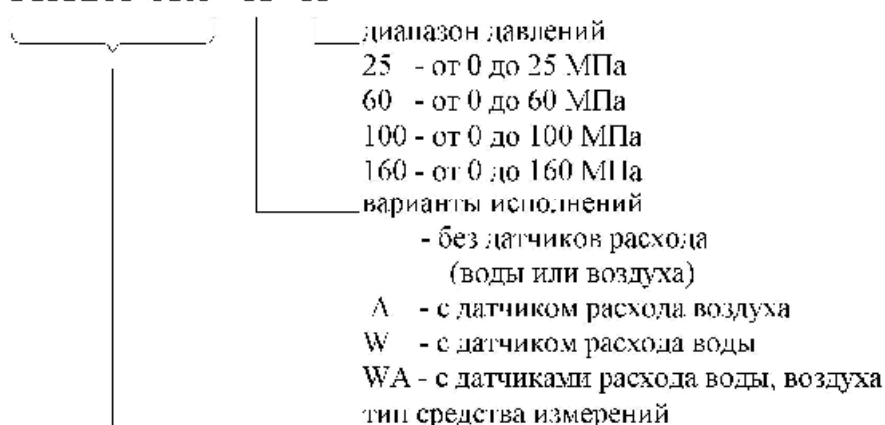 диапазон давлений
25 - от 0 до 25 МПа
60 - от 0 до 60 МПа
100 - от 0 до 100 МПа
160 - от 0 до 160 МПа
варианты исполнений
- без датчиков расхода
(воды или воздуха)
A - с датчиком расхода воздуха
W - с датчиком расхода воды
WA - с датчиками расхода воды, воздуха
тип средства измерений